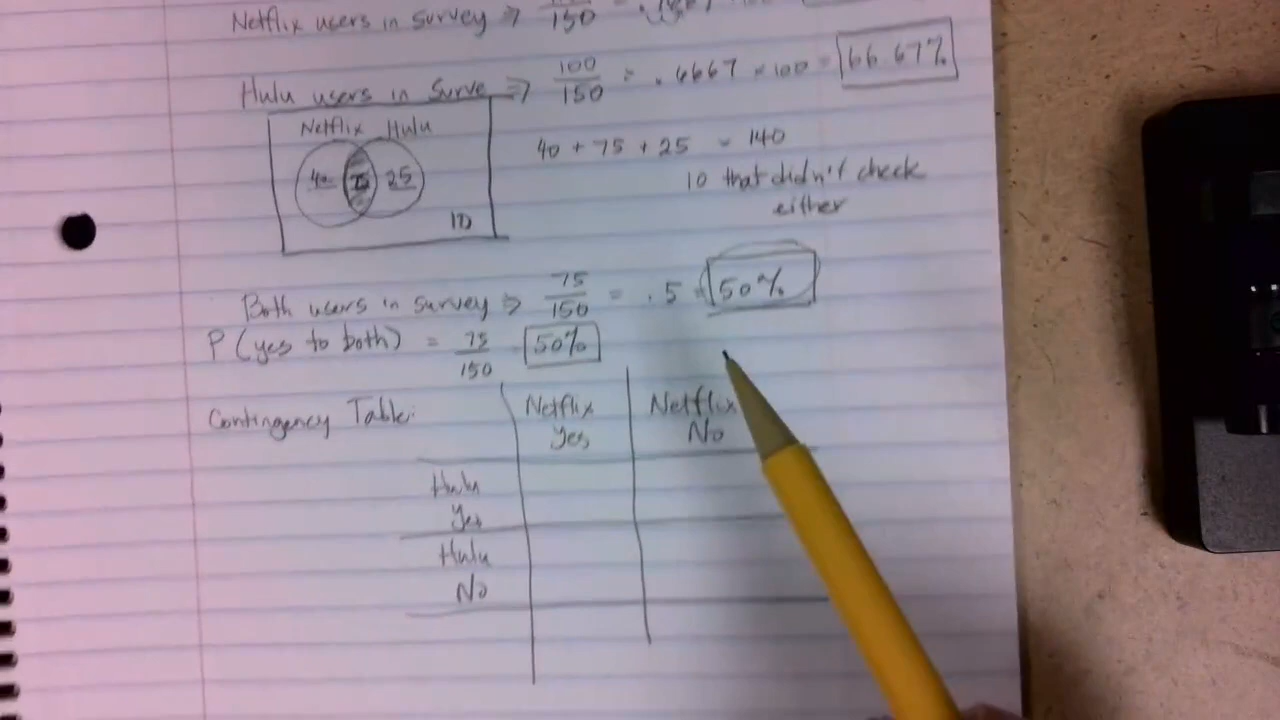 Netflix users in survey ⇒ 150 =
Hulu users in Surve ⇒ 100/150 = .6667 × 100 = 66.67%
Netflix Hulu
40 75 25
10
40 + 75 + 25 = 140
10 that didn't check
either
Both users in survey ⇒ 75/150 = .5 = 50%
P(yes to both) = 75/150 50%
Contingency Table:
Netflix Yes
Netflix No
Hulu
Yes
Hulu
No